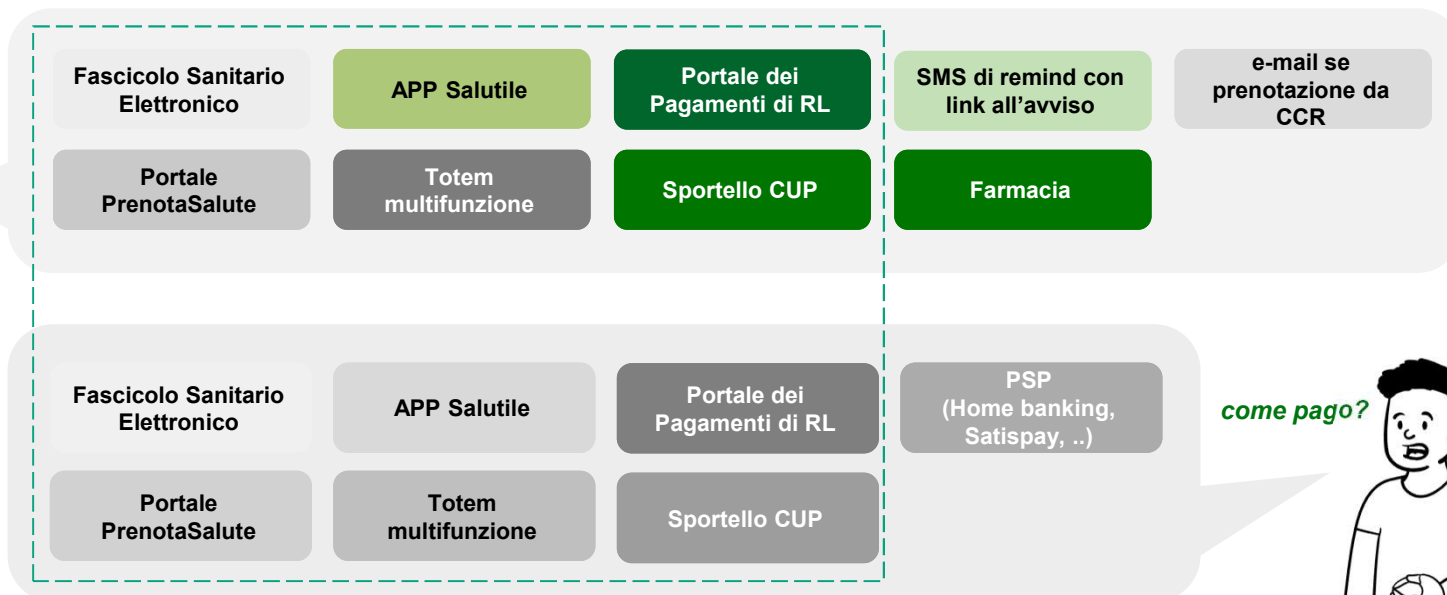 Fascicolo Sanitario
Elettronico
APP Salutile
Portale dei
Pagamenti di RL
SMS di remind con
link all’avviso
e-mail se
prenotazione da
CCR
Portale
PrenotaSalute
Totem
multifunzione
Sportello CUP
Farmacia
Fascicolo Sanitario
Elettronico
APP Salutile
Portale dei
Pagamenti di RL
PSP
(Home banking,
Satispay, ..)
come pago?
Portale
PrenotaSalute
Totem
multifunzione
Sportello CUP